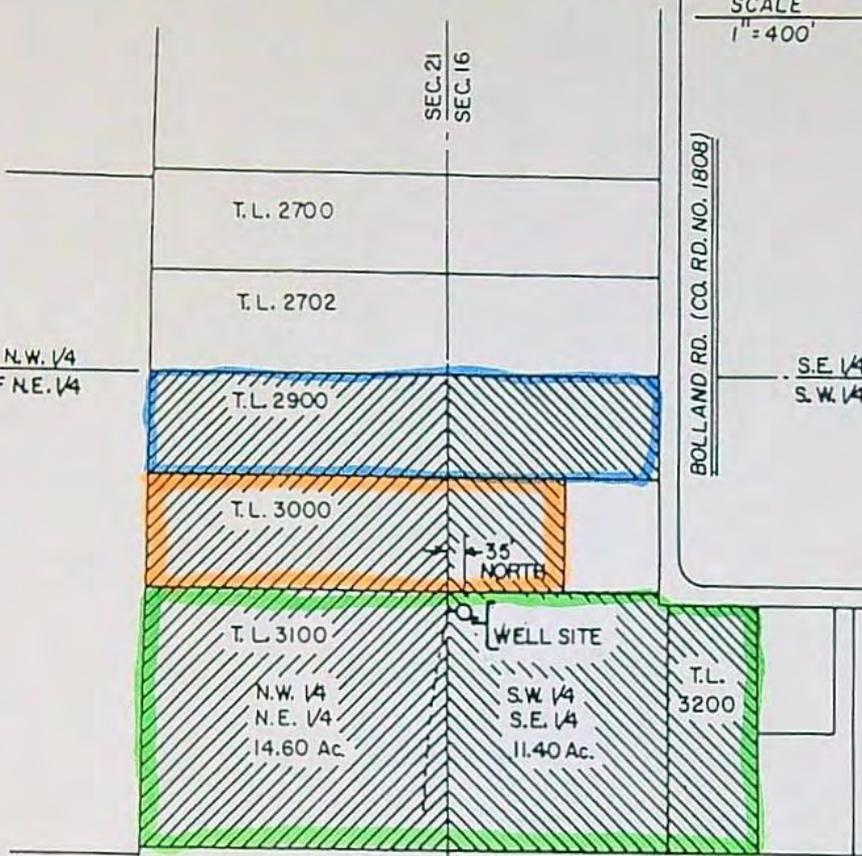 SCALE
1"=400'
SEC. 21
SEC. 16
BOLLAND RD. (CO. RD. NO. 1808)
T.L. 2700
T.L. 2702
N.W. 1/4
F N.E. 1/4
S.E. 1/4
S.W. 1/4
T.L. 2900
T.L. 3000
35'
NORTH
WELL SITE
T.L. 3100
N.W. 1/4
N.E. 1/4
14.60 Ac.
S.W. 1/4
S.E. 1/4
11.40 Ac.
T.L.
3200